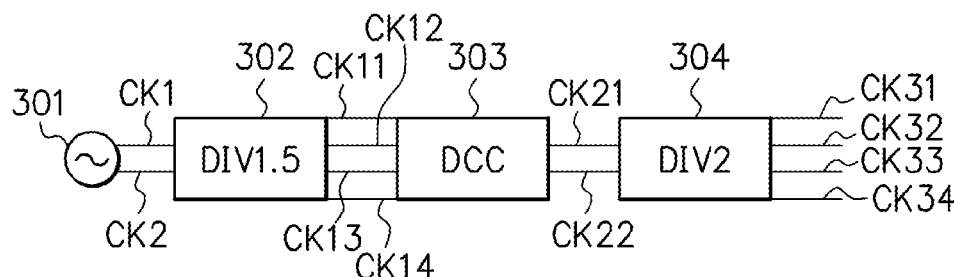 301
CK1
CK2
302
DIV1.5
CK11
CK12
CK13
CK14
303
DCC
CK21
CK22
304
DIV2
CK31
CK32
CK33
CK34